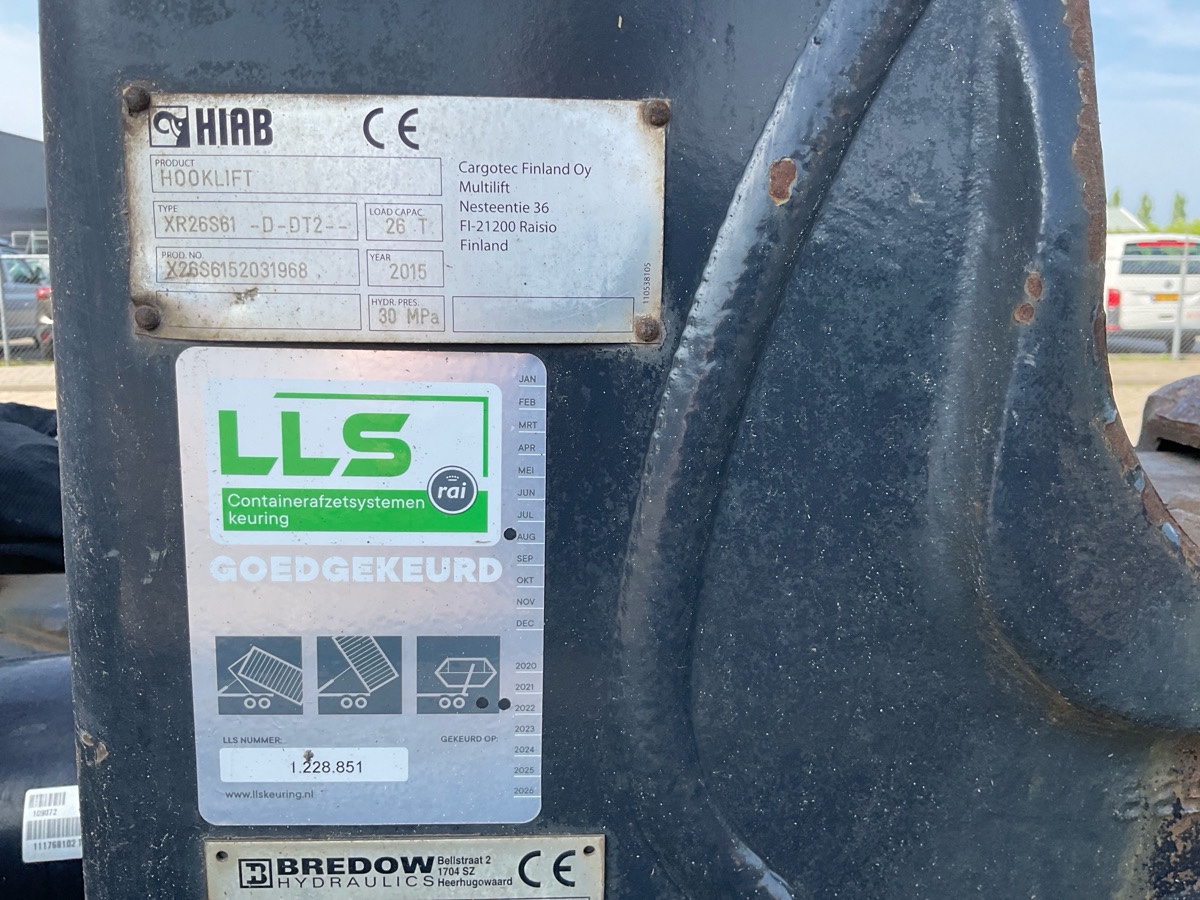 HIAB CE
PRODUCT
HOOKLIFT
TYPE
XR26S61 -D-DT2--
LOAD CAPAC.
26 T
PROD. NO.
X26S6152031968
YEAR
2015
HYDR. PRES.
30 MPa
Cargotec Finland Oy
Multilift
Nesteentie 36
FI-21200 Raisio
Finland
110538105
LLS
rai
Containerafzetsystemen
keuring
GOEDGEKEURD
JAN
FEB
MRT
APR
MEI
JUN
JUL
AUG
SEP
OKT
NOV
DEC
2020
2021
2022
2023
2024
2025
2026
LLS NUMMER:
GEKEURD OP:
1.228.851
www.llskeuring.nl
109072
111768102
BREDOW
HYDRAULICS
Bellstraat 2
1704 SZ
Heerhugowaard
CE